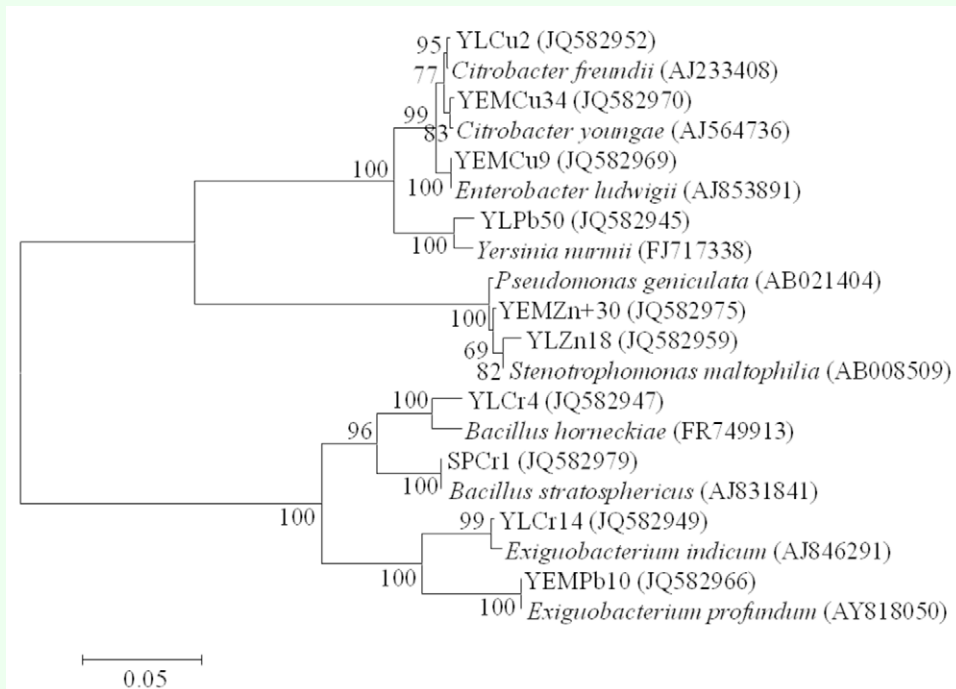 95 YLCu2 (JQ582952)
77 Citrobacter freundii (AJ233408)
YEMCu34 (JQ582970)
99
83 Citrobacter youngae (AJ564736)
YEMCu9 (JQ582969)
100
100 Enterobacter ludwigii (AJ853891)
YLPb50 (JQ582945)
100 Yersinia nurmii (FJ717338)
Pseudomonas geniculata (AB021404)
100 YEMZn+30 (JQ582975)
YLZn18 (JQ582959)
69
82 Stenotrophomonas maltophilia (AB008509)
100 YLCr4 (JQ582947)
96 Bacillus horneckiae (FR749913)
SPCr1 (JQ582979)
100 Bacillus stratosphericus (AJ831841)
100
99 YLCr14 (JQ582949)
Exiguobacterium indicum (AJ846291)
100
YEMPb10 (JQ582966)
100 Exiguobacterium profundum (AY818050)
0.05